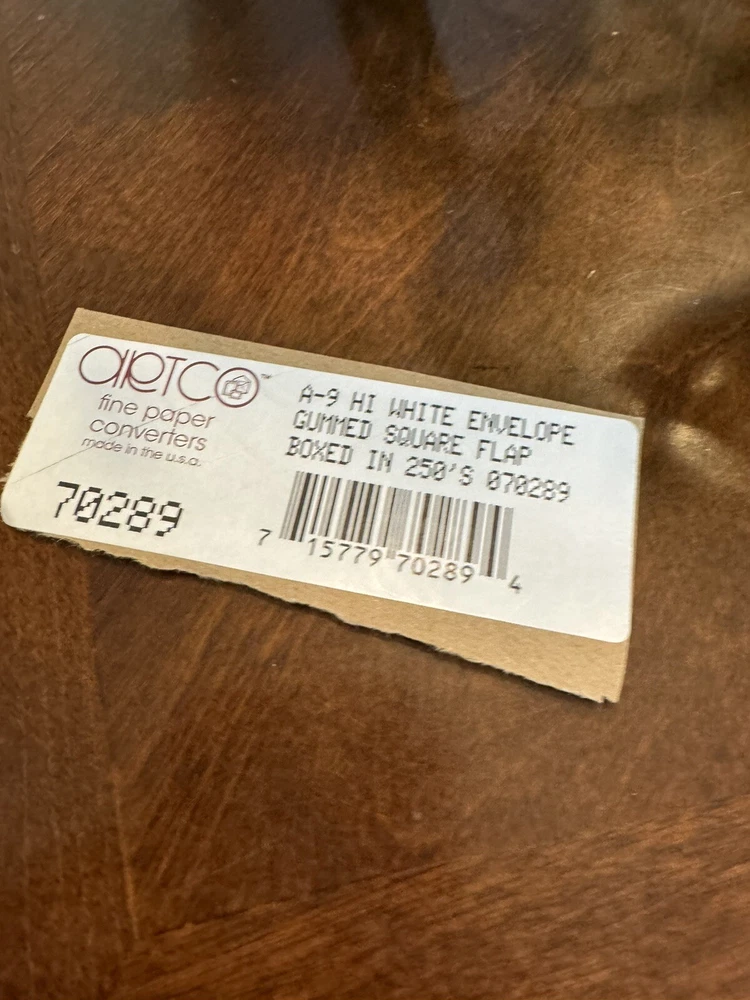 ARTCO™
fine paper
converters
made in the u.s.a.
70289
A-9 HI WHITE ENVELOPE
GUMMED SQUARE FLAP
BOXED IN 250'S 070289
7 15779 70289 4